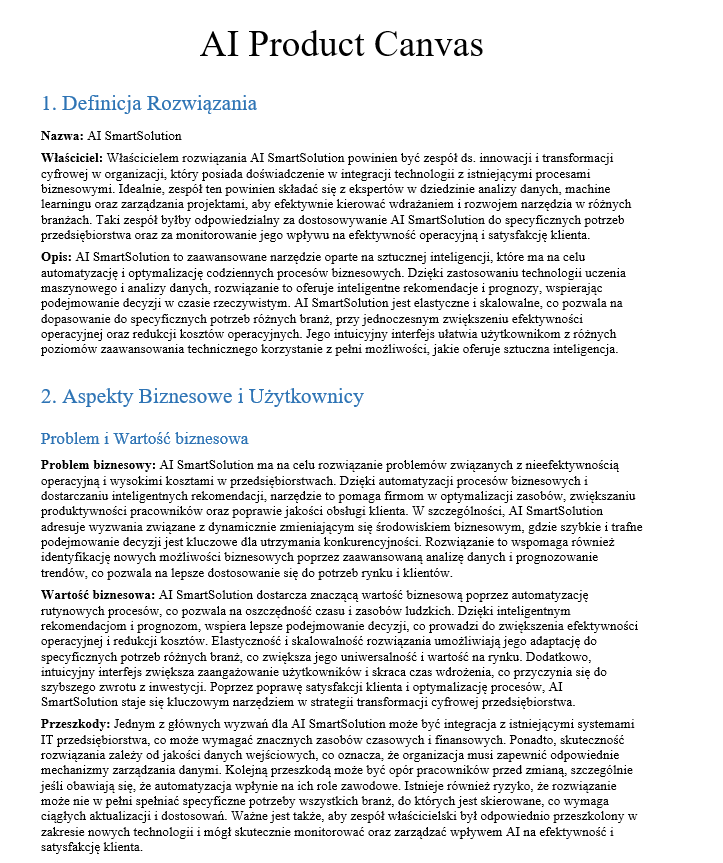 AI Product Canvas
1. Definicja Rozwiązania
Nazwa: AI SmartSolution
Właściciel: Właścicielem rozwiązania AI SmartSolution powinien być zespół ds. innowacji i transformacji
cyfrowej w organizacji, który posiada doświadczenie w integracji technologii z istniejącymi procesami
biznesowymi. Idealnie, zespół ten powinien składać się z ekspertów w dziedzinie analizy danych, machine
learningu oraz zarządzania projektami, aby efektywnie kierować wdrażaniem i rozwojem narzędzia w różnych
branżach. Taki zespół byłby odpowiedzialny za dostosowywanie AI SmartSolution do specyficznych potrzeb
przedsiębiorstwa oraz za monitorowanie jego wpływu na efektywność operacyjną i satysfakcję klienta.
Opis: AI SmartSolution to zaawansowane narzędzie oparte na sztucznej inteligencji, które ma na celu
automatyzację i optymalizację codziennych procesów biznesowych. Dzięki zastosowaniu technologii uczenia
maszynowego i analizy danych, rozwiązanie to oferuje inteligentne rekomendacje i prognozy, wspierając
podejmowanie decyzji w czasie rzeczywistym. AI SmartSolution jest elastyczne i skalowalne, co pozwala na
dopasowanie do specyficznych potrzeb różnych branż, przy jednoczesnym zwiększeniu efektywności
operacyjnej oraz redukcji kosztów operacyjnych. Jego intuicyjny interfejs ułatwia użytkownikom z różnych
poziomów zaawansowania technicznego korzystanie z pełni możliwości, jakie oferuje sztuczna inteligencja.
2. Aspekty Biznesowe i Użytkownicy
Problem i Wartość biznesowa
Problem biznesowy: AI SmartSolution ma na celu rozwiązanie problemów związanych z nieefektywnością
operacyjną i wysokimi kosztami w przedsiębiorstwach. Dzięki automatyzacji procesów biznesowych i
dostarczaniu inteligentnych rekomendacji, narzędzie to pomaga firmom w optymalizacji zasobów, zwiększaniu
produktywności pracowników oraz poprawie jakości obsługi klienta. W szczególności, AI SmartSolution
adresuje wyzwania związane z dynamicznie zmieniającym się środowiskiem biznesowym, gdzie szybkie i trafne
podejmowanie decyzji jest kluczowe dla utrzymania konkurencyjności. Rozwiązanie to wspomaga również
identyfikację nowych możliwości biznesowych poprzez zaawansowaną analizę danych i prognozowanie
trendów, co pozwala na lepsze dostosowanie się do potrzeb rynku i klientów.
Wartość biznesowa: AI SmartSolution dostarcza znaczącą wartość biznesową poprzez automatyzację
rutynowych procesów, co pozwala na oszczędność czasu i zasobów ludzkich. Dzięki inteligentnym
rekomendacjom i prognozom, wspiera lepsze podejmowanie decyzji, co prowadzi do zwiększenia efektywności
operacyjnej i redukcji kosztów. Elastyczność i skalowalność rozwiązania umożliwiają jego adaptację do
specyficznych potrzeb różnych branż, co zwiększa jego uniwersalność i wartość na rynku. Dodatkowo,
intuicyjny interfejs zwiększa zaangażowanie użytkowników i skraca czas wdrożenia, co przyczynia się do
szybszego zwrotu z inwestycji. Poprzez poprawę satysfakcji klienta i optymalizację procesów, AI
SmartSolution staje się kluczowym narzędziem w strategii transformacji cyfrowej przedsiębiorstwa.
Przeszkody: Jednym z głównych wyzwań dla AI SmartSolution może być integracja z istniejącymi systemami
IT przedsiębiorstwa, co może wymagać znacznych zasobów czasowych i finansowych. Ponadto, skuteczność
rozwiązania zależy od jakości danych wejściowych, co oznacza, że organizacja musi zapewnić odpowiednie
mechanizmy zarządzania danymi. Kolejną przeszkodą może być opór pracowników przed zmianą, szczególnie
jeśli obawiają się, że automatyzacja wpłynie na ich role zawodowe. Istnieje również ryzyko, że rozwiązanie
może nie w pełni spełniać specyficzne potrzeby wszystkich branż, do których jest skierowane, co wymaga
ciągłych aktualizacji i dostosowań. Ważne jest także, aby zespół właścicielski był odpowiednio przeszkolony w
zakresie nowych technologii i mógł skutecznie monitorować oraz zarządzać wpływem AI na efektywność i
satysfakcję klienta.